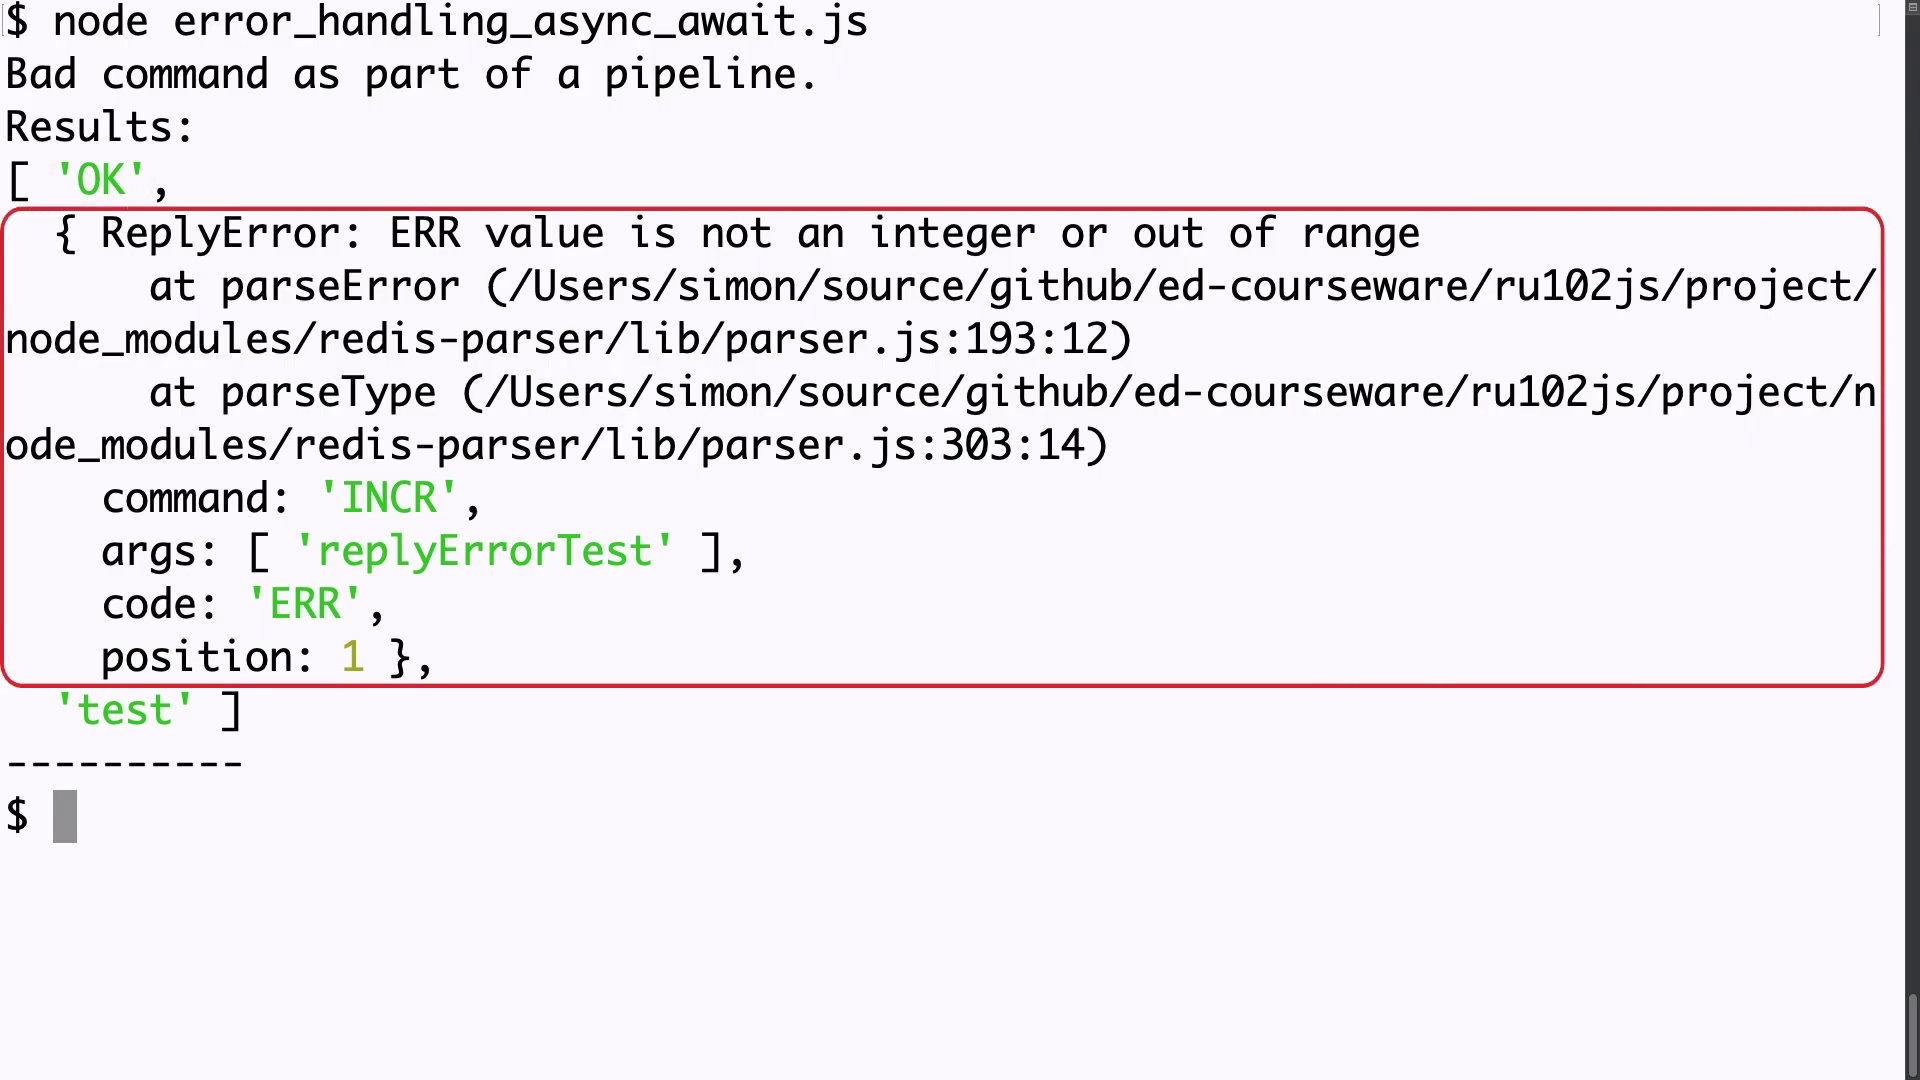 $ node error_handling_async_await.js
Bad command as part of a pipeline.
Results:
[ 'OK',
  { ReplyError: ERR value is not an integer or out of range
      at parseError (/Users/simon/source/github/ed-courseware/ru102js/project/
node_modules/redis-parser/lib/parser.js:193:12)
      at parseType (/Users/simon/source/github/ed-courseware/ru102js/project/n
ode_modules/redis-parser/lib/parser.js:303:14)
    command: 'INCR',
    args: [ 'replyErrorTest' ],
    code: 'ERR',
    position: 1 },
  'test' ]
----------
$